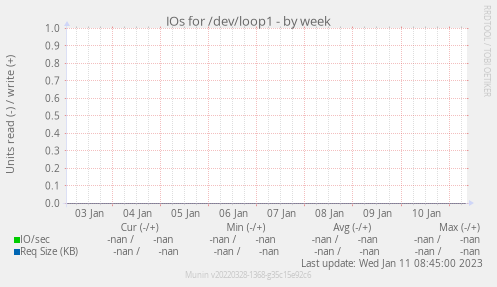 IOs for /dev/loop1 - by week
RRDTOOL / TOBI OETIKER
Units read (-) / write (+)
1.0
0.9
0.8
0.7
0.6
0.5
0.4
0.3
0.2
0.1
0.0
03 Jan 04 Jan 05 Jan 06 Jan 07 Jan 08 Jan 09 Jan 10 Jan
Cur (-/+) Min (-/+) Avg (-/+) Max (-/+)
IO/sec -nan / -nan -nan / -nan -nan / -nan -nan / -nan
Req Size (KB) -nan / -nan -nan / -nan -nan / -nan -nan / -nan
Last update: Wed Jan 11 08:45:00 2023
Munin v20220328-1368-g35c15e92c6